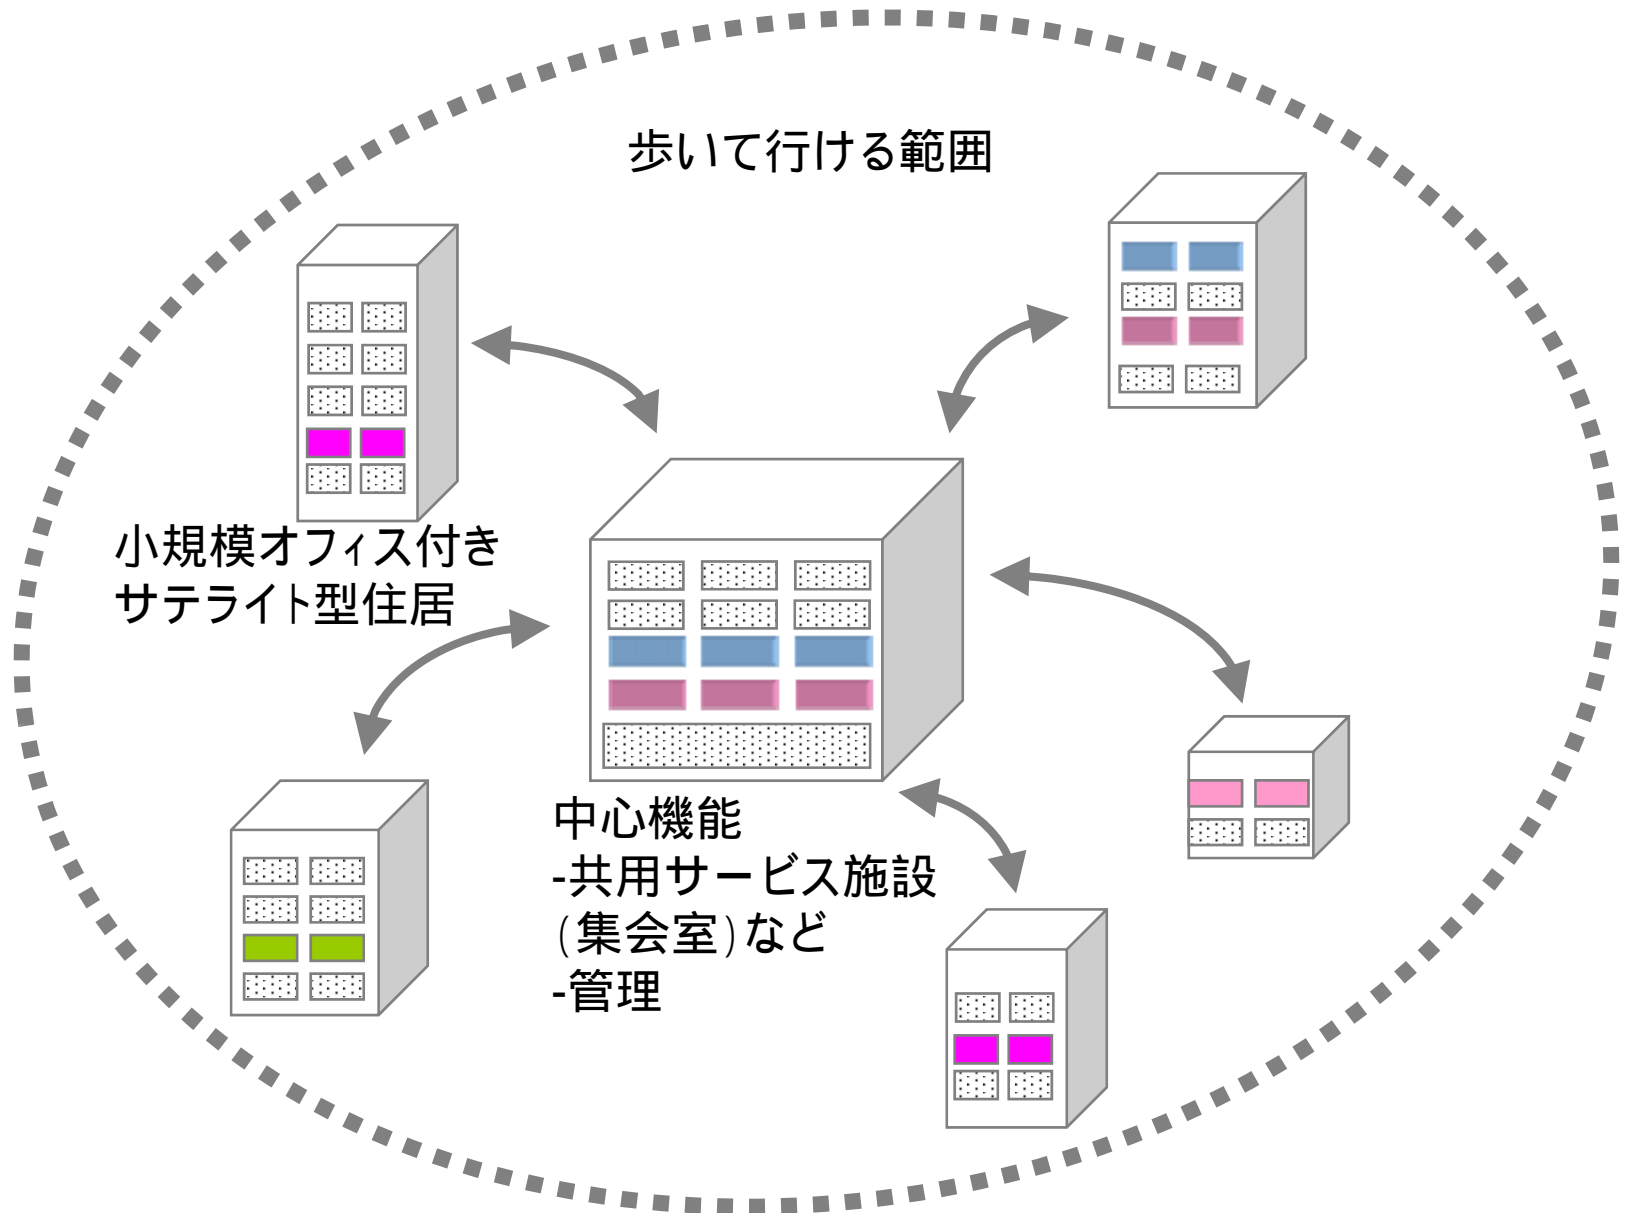 歩いて行ける範囲
小規模オフィス付き
サテライト型住居
中心機能
-共用サービス施設
(集会室)など
-管理